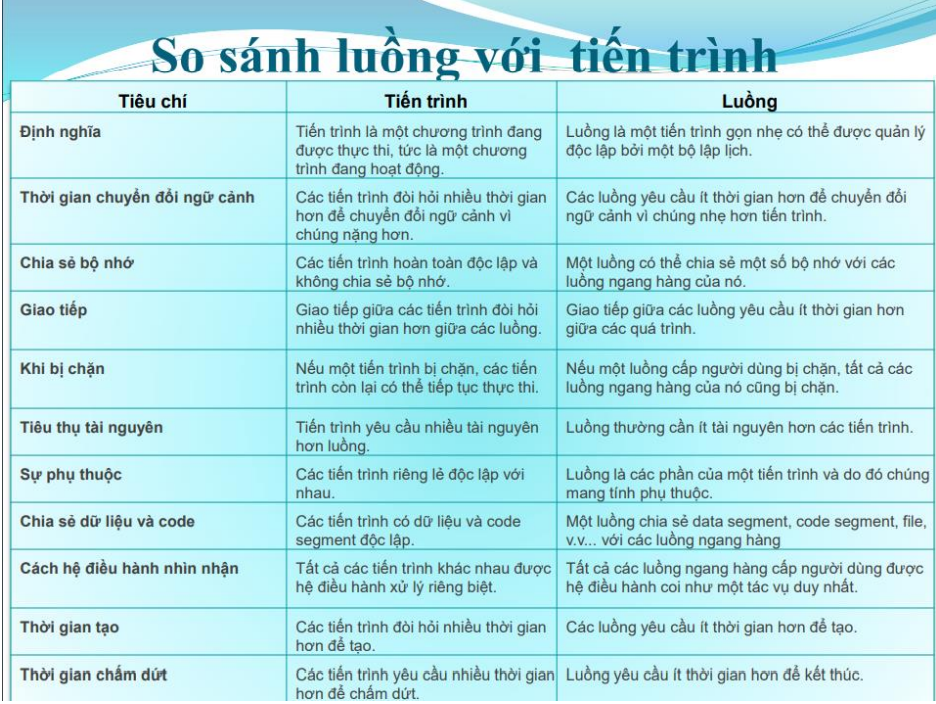 So sánh luồng với tiến trình
Tiêu chí
Tiến trình
Luồng
Định nghĩa
Tiến trình là một chương trình đang
được thực thi, tức là một chương
trình đang hoạt động.
Luồng là một tiến trình gọn nhẹ có thể được quản lý
độc lập bởi một bộ lập lịch.
Thời gian chuyển đổi ngữ cảnh
Các tiến trình đòi hỏi nhiều thời gian
hơn để chuyển đổi ngữ cảnh vì
chúng nặng hơn.
Các luồng yêu cầu ít thời gian hơn để chuyển đổi
ngữ cảnh vì chúng nhẹ hơn tiến trình.
Chia sẻ bộ nhớ
Các tiến trình hoàn toàn độc lập và
không chia sẻ bộ nhớ.
Một luồng có thể chia sẻ một số bộ nhớ với các
luồng ngang hàng của nó.
Giao tiếp
Giao tiếp giữa các tiến trình đòi hỏi
nhiều thời gian hơn giữa các luồng.
Giao tiếp giữa các luồng yêu cầu ít thời gian hơn
giữa các quá trình.
Khi bị chặn
Nếu một tiến trình bị chặn, các tiến
trình còn lại có thể tiếp tục thực thi.
Nếu một luồng cấp người dùng bị chặn, tất cả các
luồng ngang hàng của nó cũng bị chặn.
Tiêu thụ tài nguyên
Tiến trình yêu cầu nhiều tài nguyên
hơn luồng.
Luồng thường cần ít tài nguyên hơn các tiến trình.
Sự phụ thuộc
Các tiến trình riêng lẻ độc lập với
nhau.
Luồng là các phần của một tiến trình và do đó chúng
mang tính phụ thuộc.
Chia sẻ dữ liệu và code
Các tiến trình có dữ liệu và code
segment độc lập.
Một luồng chia sẻ data segment, code segment, file,
v.v... với các luồng ngang hàng
Cách hệ điều hành nhìn nhận
Tất cả các tiến trình khác nhau được
hệ điều hành xử lý riêng biệt.
Tất cả các luồng ngang hàng cấp người dùng được
hệ điều hành coi như một tác vụ duy nhất.
Thời gian tạo
Các tiến trình đòi hỏi nhiều thời gian
hơn để tạo.
Các luồng yêu cầu ít thời gian hơn để tạo.
Thời gian chấm dứt
Các tiến trình yêu cầu nhiều thời gian
hơn để chấm dứt.
Luồng yêu cầu ít thời gian hơn để kết thúc.